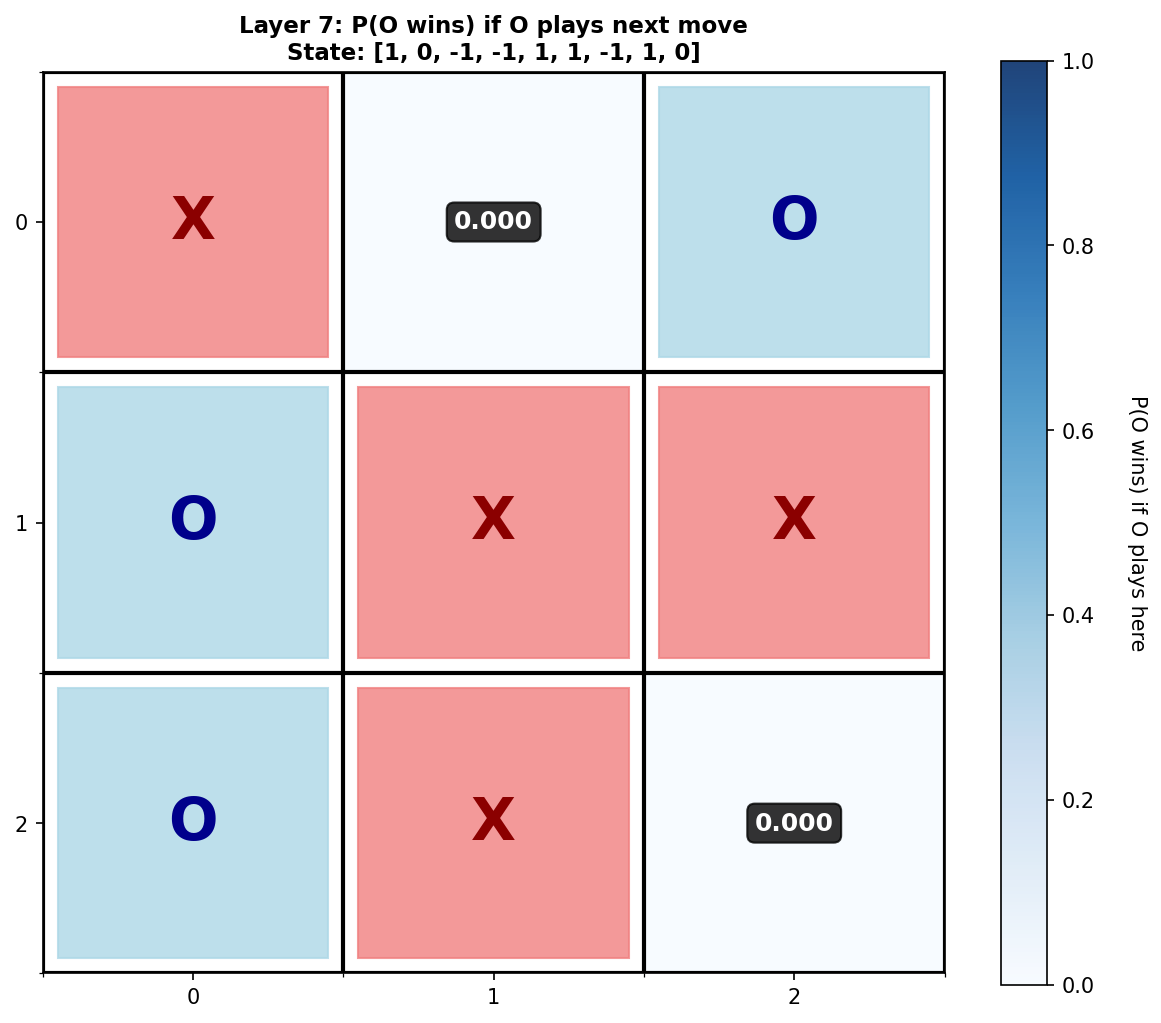 Layer 7: P(O wins) if O plays next move
State: [1, 0, -1, -1, 1, 1, -1, 1, 0]
X
0.000
O
O
X
X
O
X
0.000
0
1
2
0
1
2
1.0
0.8
0.6
0.4
0.2
0.0
P(O wins) if O plays here